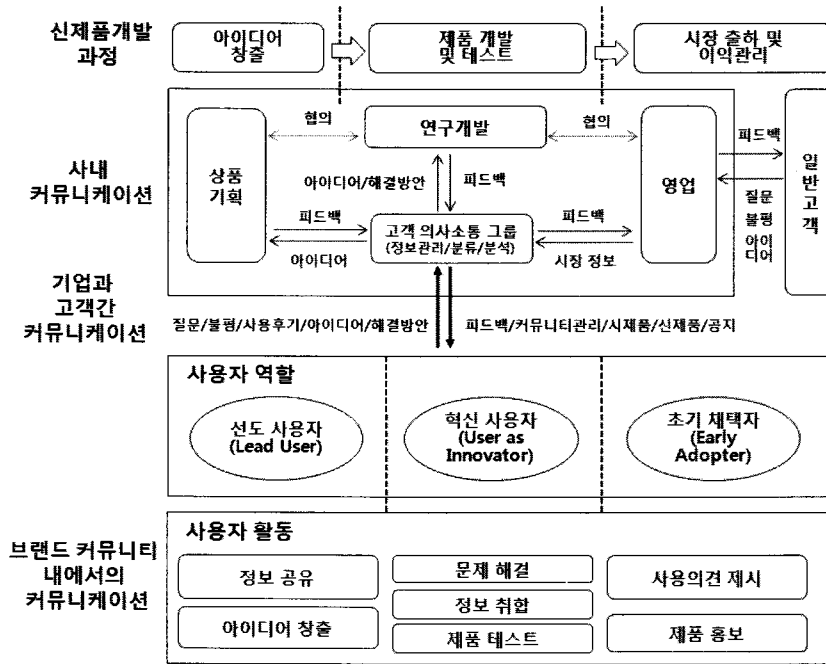 신제품개발
과정
아이디어
창출
제품 개발
및 테스트
시장 출하 및
이익관리
사내
커뮤니케이션
상품
기획
협의
연구개발
협의
영업
피드백
일
반
고
객
아이디어/해결방안
피드백
질문
불평
아이
디어
피드백
아이디어
고객 의사소통 그룹
(정보관리/분류/분석)
피드백
시장 정보
기업과
고객간
커뮤니케이션
질문/불평/사용후기/아이디어/해결방안
피드백/커뮤니티관리/시제품/신제품/공지
사용자 역할
선도 사용자
(Lead User)
혁신 사용자
(User as
Innovator)
초기 채택자
(Early
Adopter)
브랜드 커뮤니티
내에서의
커뮤니케이션
사용자 활동
정보 공유
아이디어 창출
문제 해결
정보 취합
제품 테스트
사용의견 제시
제품 홍보